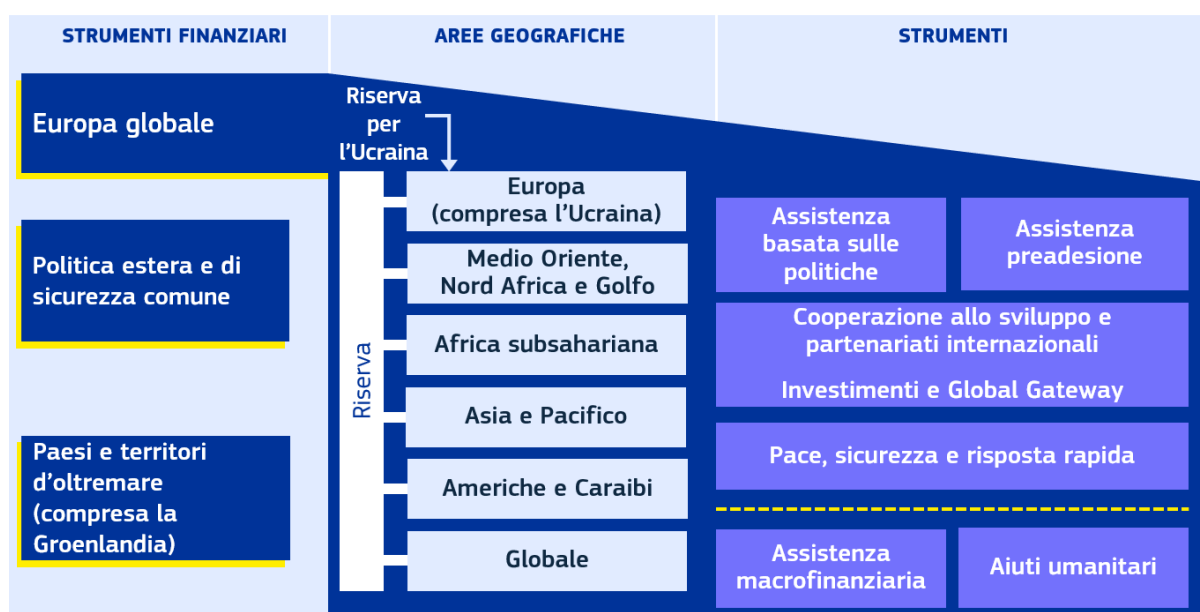 STRUMENTI FINANZIARI
AREE GEOGRAFICHE
STRUMENTI
Europa globale
Politica estera e di
sicurezza comune
Paesi e territori
d'oltremare
(compresa la
Groenlandia)
Riserva
per
l'Ucraina
Riserva
Europa
(compresa l'Ucraina)
Medio Oriente,
Nord Africa e Golfo
Africa subsahariana
Asia e Pacifico
Americhe e Caraibi
Globale
Assistenza
basata sulle
politiche
Assistenza
preadesione
Cooperazione allo sviluppo e
partenariati internazionali
Investimenti e Global Gateway
Pace, sicurezza e risposta rapida
Assistenza
macrofinanziaria
Aiuti umanitari